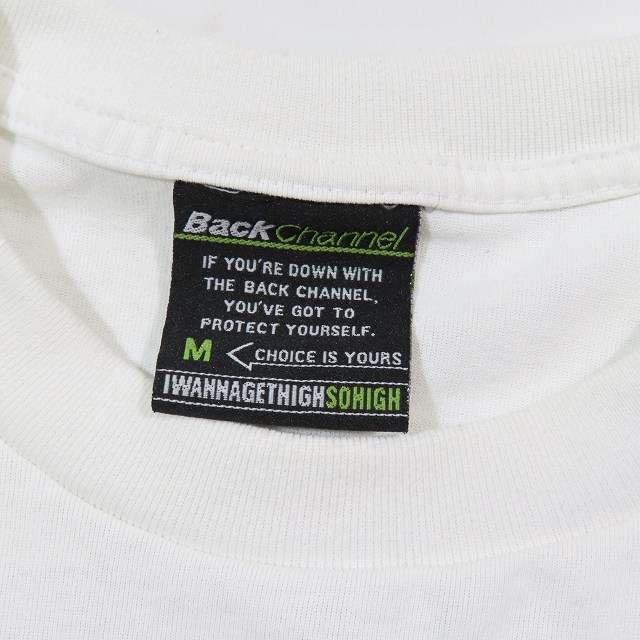 BackChannel
IF YOU'RE DOWN WITH
THE BACK CHANNEL,
YOU'VE GOT TO
PROTECT YOURSELF.
M CHOICE IS YOURS
IWANNAGETHIGHSOHIGH